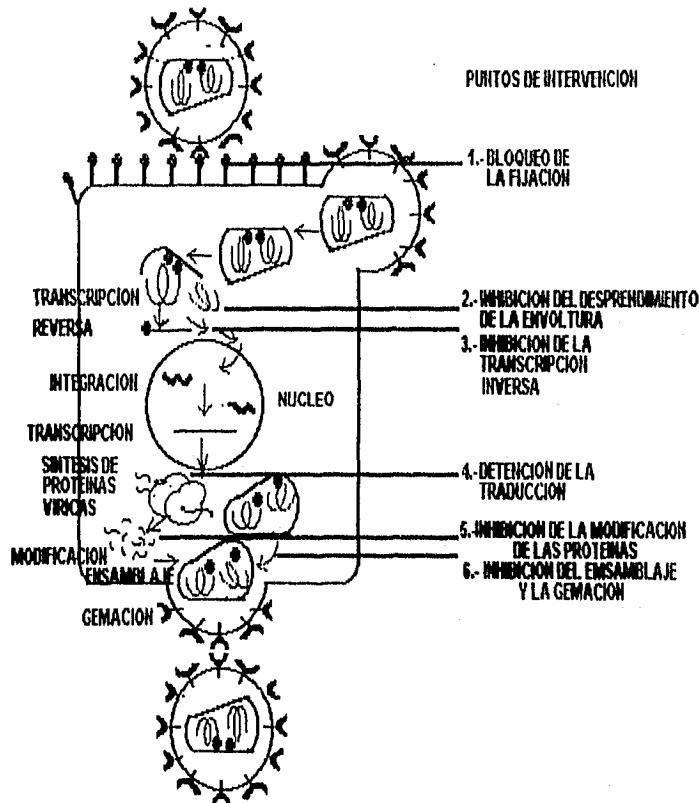 PUNTOS DE INTERVENCION
1.- BLOQUEO DE
LA FIJACION
TRANSCRIPCION
REVERSA
2.- INHIBICION DEL DESPRENDIMIENTO
DE LA ENVOLTURA
3.- INHIBICION DE LA
TRANSCRIPCION
INVERSA
INTEGRACION
NUCLEO
TRANSCRIPCION
SINTESIS DE
PROTEINAS
VIRICAS
4.- DETENCION DE LA
TRADUCCION
5.-INHIBICION DE LA MODIFICACION
DE LAS PROTEINAS
MODIFICACION
ENSAMBLAJE
6.- INHIBICION DEL EMSAMBLAJE
Y LA GEMACION
GEMACION